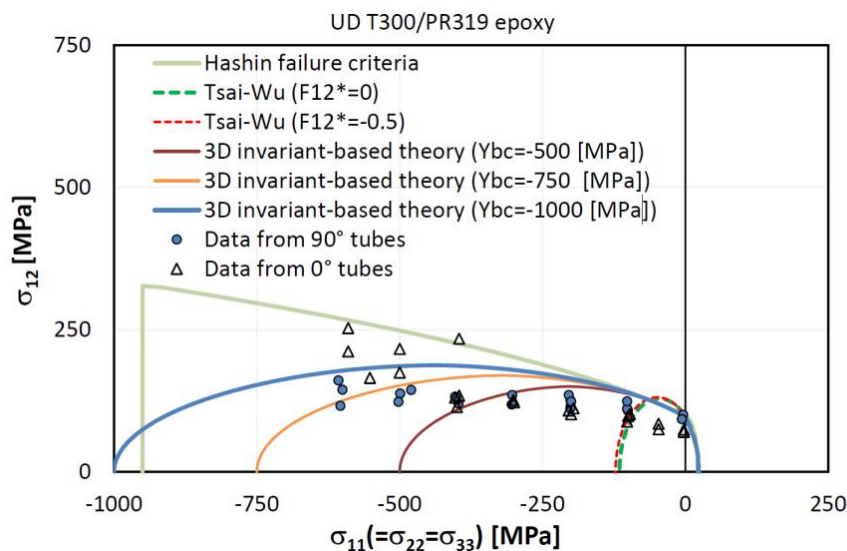 UD T300/PR319 epoxy
750
Hashin failure criteria
Tsai-Wu (F12*=0)
Tsai-Wu (F12*=-0.5)
3D invariant-based theory (Ybc=-500 [MPa])
500
3D invariant-based theory (Ybc=-750 [MPa])
3D invariant-based theory (Ybc=-1000 [MPa])
Data from 90° tubes
Data from 0° tubes
σ12 [MPa]
250
0
-1000 -750 -500 -250 0 250
σ11(=σ22=σ33) [MPa]